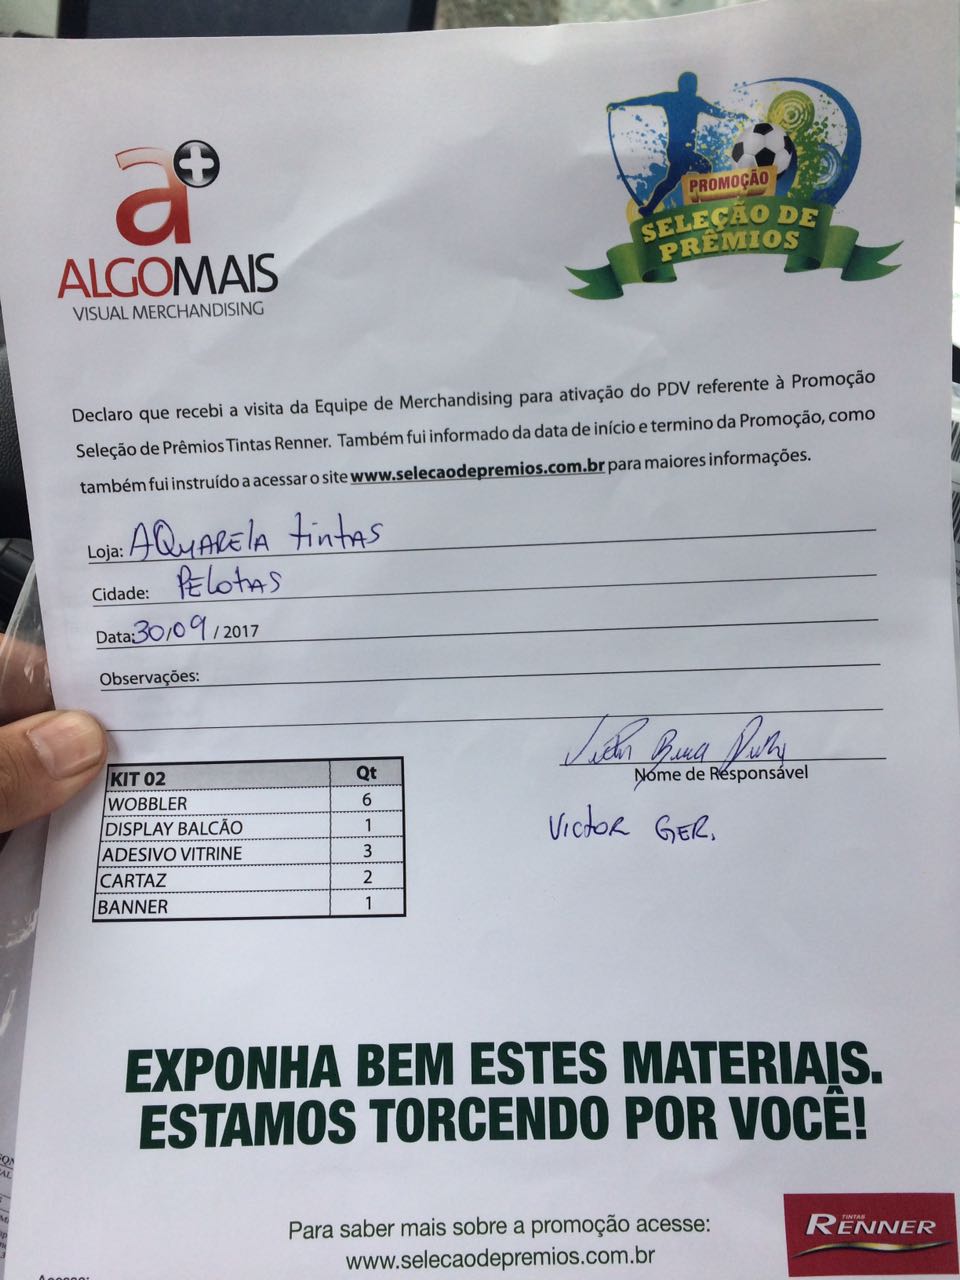 a+
ALGOMAIS
VISUAL MERCHANDISING
PROMOÇÃO
SELEÇÃO DE
PRÊMIOS
Declaro que recebi a visita da Equipe de Merchandising para ativação do PDV referente à Promoção
Seleção de Prêmios Tintas Renner. Também fui informado da data de início e termino da Promoção, como
também fui instruído a acessar o site www.selecaodepremios.com.br para maiores informações.
Loja: AQuARElA tintAS
Cidade: PElotAS
Data: 30/09 / 2017
Observações:
Nome de Responsável
VictoR GER.
KIT 02 Qt
WOBBLER 6
DISPLAY BALCÃO 1
ADESIVO VITRINE 3
CARTAZ 2
BANNER 1
EXPONHA BEM ESTES MATERIAIS.
ESTAMOS TORCENDO POR VOCÊ!
Para saber mais sobre a promoção acesse:
www.selecaodepremios.com.br
TINTAS
RENNER